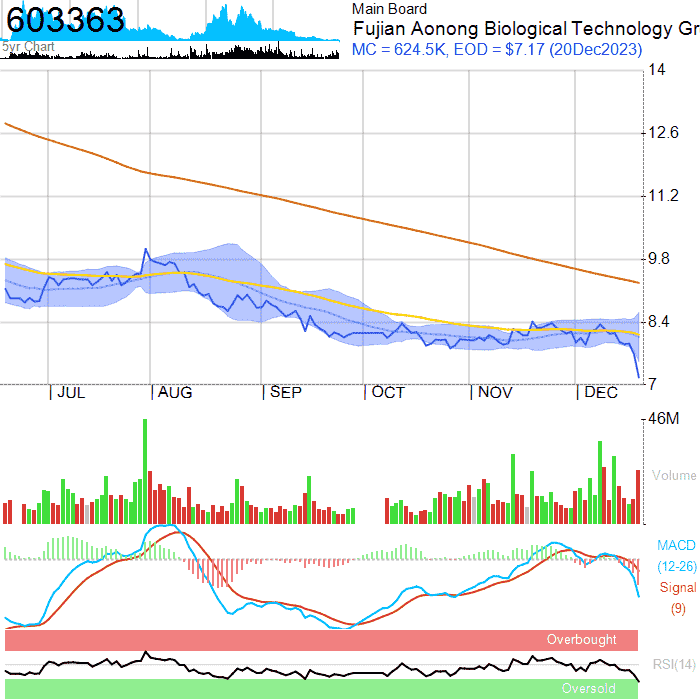 603363
5yr Chart
Main Board
Fujian Aonong Biological Technology Gr
MC = 624.5K, EOD = $7.17 (20Dec2023)
14
12.6
11.2
9.8
8.4
7
JUL AUG SEP OCT NOV DEC
46M
Volume
MACD
(12-26)
Signal
(9)
Overbought
RSI(14)
Oversold